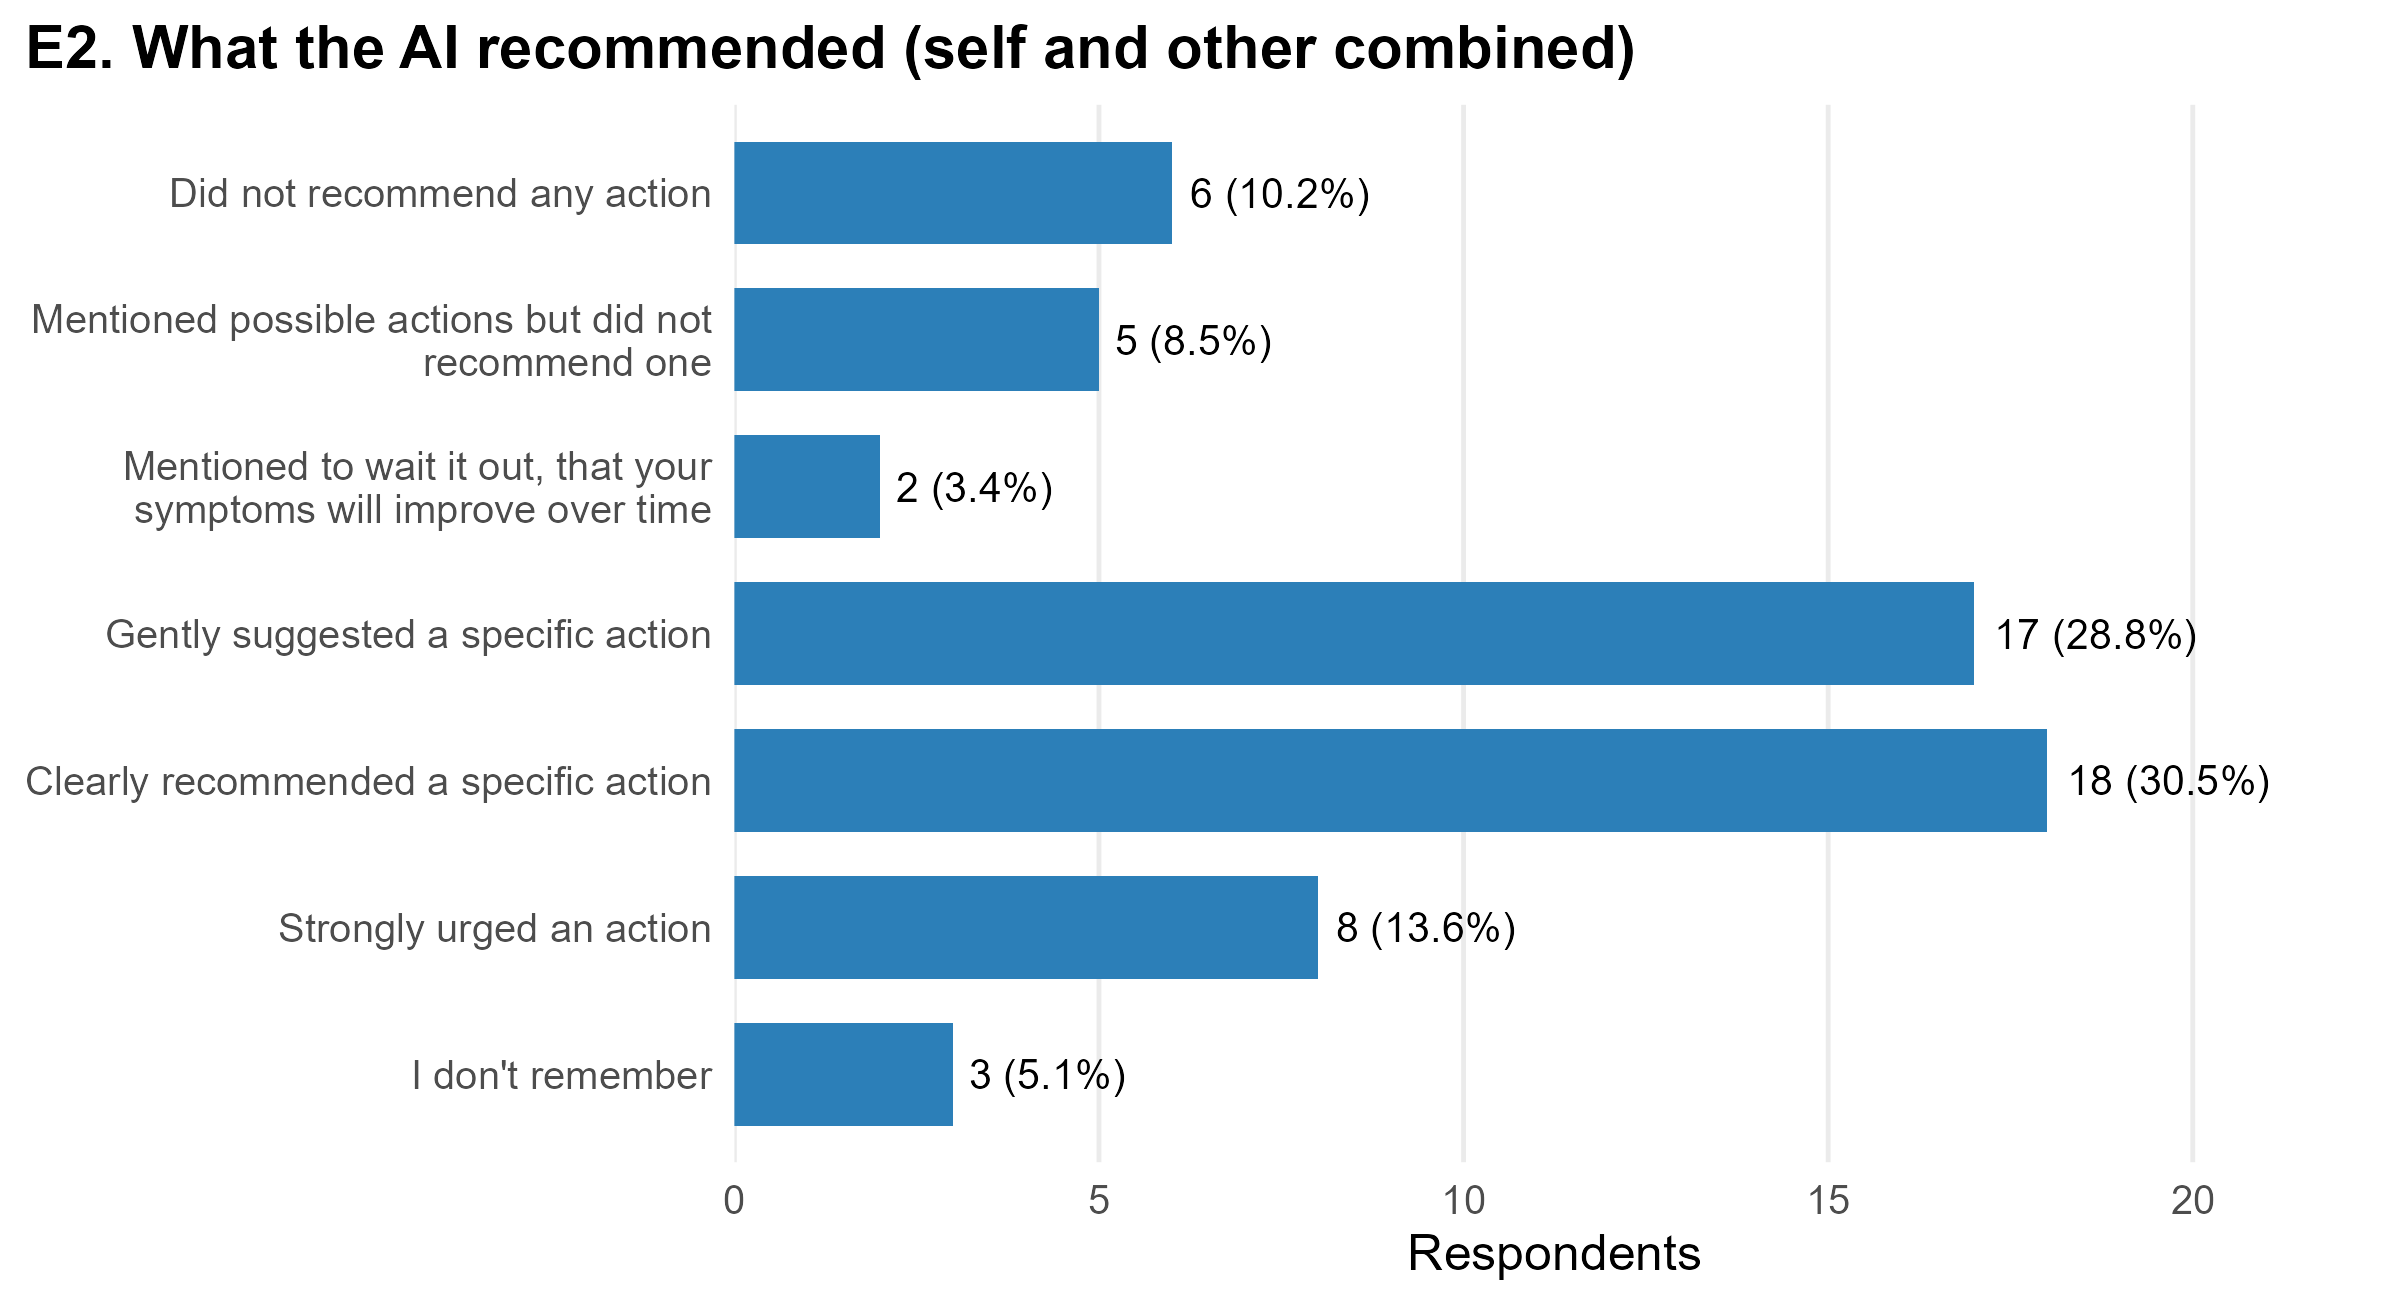 E2. What the AI recommended (self and other combined)
Did not recommend any action
6 (10.2%)
Mentioned possible actions but did not
recommend one
5 (8.5%)
Mentioned to wait it out, that your
symptoms will improve over time
2 (3.4%)
Gently suggested a specific action
17 (28.8%)
Clearly recommended a specific action
18 (30.5%)
Strongly urged an action
8 (13.6%)
I don't remember
3 (5.1%)
0 5 10 15 20
Respondents